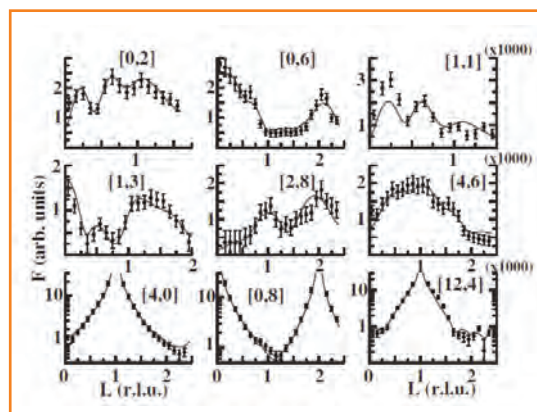 [0,2] [0,6] [1,1] (x1000)
2 2 3
1 1 1
1 1 2 1
2 [1,3] [2,8] [4,6] (x1000)
2 2
F (arb. units)
1 1 1
0
0 1 2 1 2 1 2
[4,0] [0,8] [12,4] (x1000)
10 10 10
1 1 1
0 1 2 0 1 2 0 1 2
L (r.l.u.) L (r.l.u.) L (r.l.u.)